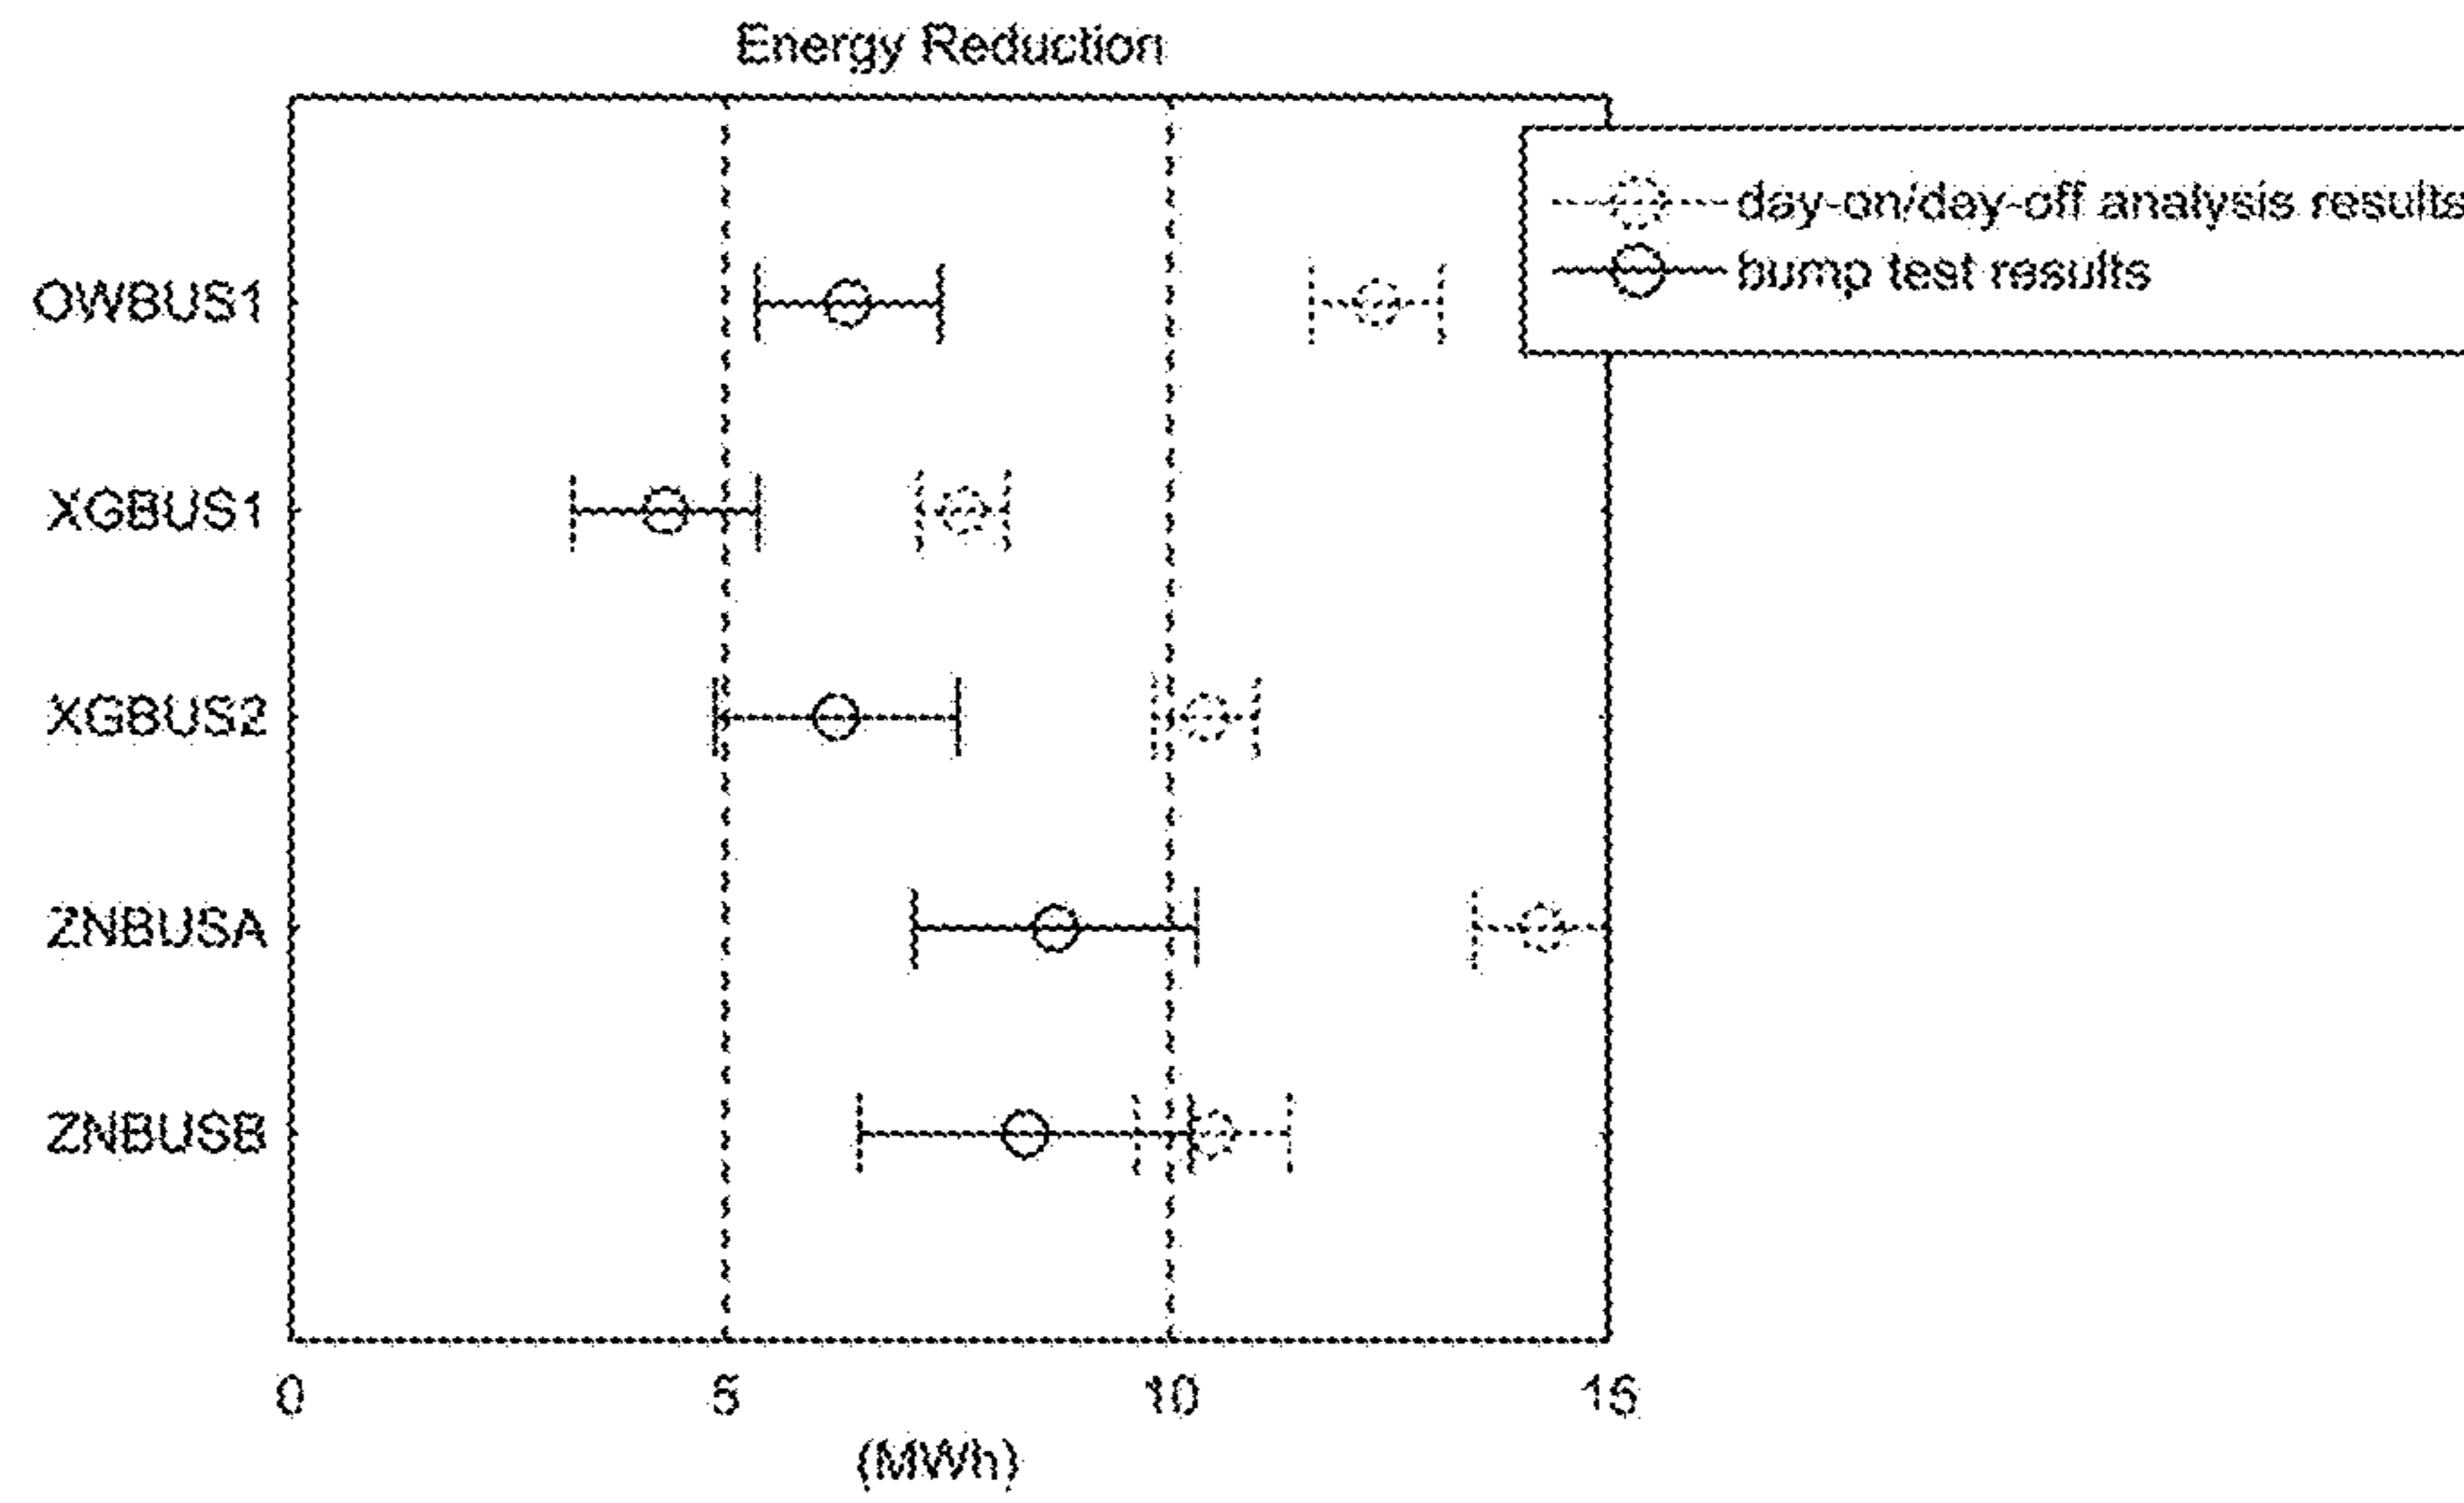 Energy Reduction
day-on/day-off analysis results
bump test results
OWBUS1
XGBUS1
XGBUS2
ZNBUSA
ZNBUSB
0 5 10 15
(MWh)